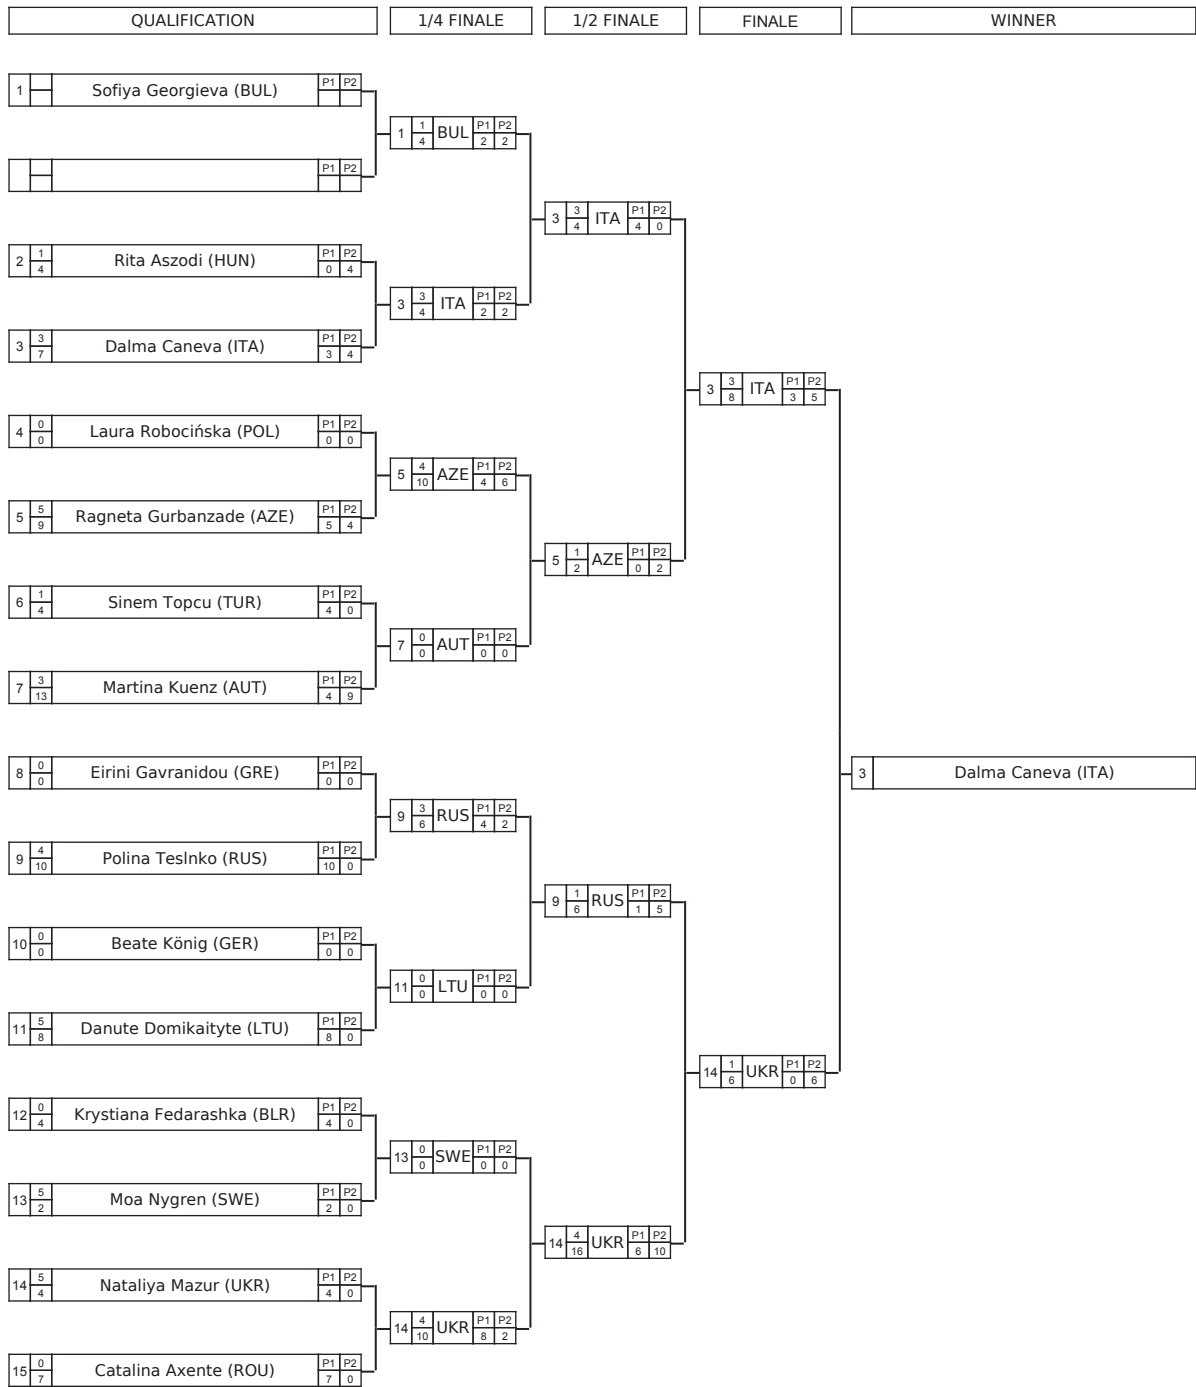 QUALIFICATION 1/4 FINALE 1/2 FINALE FINALE WINNER
1 Sofiya Georgieva (BUL) P1 P2
1 1 4 BUL P1 P2 2 2
P1 P2
3 3 4 ITA P1 P2 4 0
2 1 4 Rita Aszodi (HUN) P1 P2 0 4
3 3 4 ITA P1 P2 2 2
3 3 7 Dalma Caneva (ITA) P1 P2 3 4
3 3 8 ITA P1 P2 3 5
4 0 0 Laura Robocińska (POL) P1 P2 0 0
5 4 10 AZE P1 P2 4 6
5 5 9 Ragneta Gurbanzade (AZE) P1 P2 5 4
5 1 2 AZE P1 P2 0 2
6 1 4 Sinem Topcu (TUR) P1 P2 4 0
7 0 0 AUT P1 P2 0 0
7 3 13 Martina Kuenz (AUT) P1 P2 4 9
8 0 0 Eirini Gavranidou (GRE) P1 P2 0 0
3 Dalma Caneva (ITA)
9 3 6 RUS P1 P2 4 2
9 4 10 Polina Teslnko (RUS) P1 P2 10 0
9 1 6 RUS P1 P2 1 5
10 0 0 Beate König (GER) P1 P2 0 0
11 0 0 LTU P1 P2 0 0
11 5 8 Danute Domikaityte (LTU) P1 P2 8 0
14 1 6 UKR P1 P2 0 6
12 0 4 Krystiana Fedarashka (BLR) P1 P2 4 0
13 0 0 SWE P1 P2 0 0
13 5 2 Moa Nygren (SWE) P1 P2 2 0
14 4 16 UKR P1 P2 6 10
14 5 4 Nataliya Mazur (UKR) P1 P2 4 0
14 4 10 UKR P1 P2 8 2
15 0 7 Catalina Axente (ROU) P1 P2 7 0